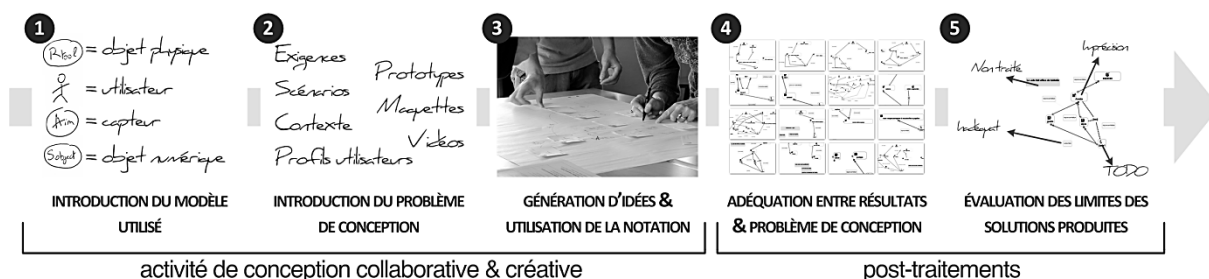 1
Rtool = objet physique
= utilisateur
Aim = capteur
Sobject = objet numérique
INTRODUCTION DU MODÈLE
UTILISÉ
2
Exigences
Prototypes
Scénarios
Maquettes
Contexte
Vidéos
Profils utilisateurs
INTRODUCTION DU PROBLÈME
DE CONCEPTION
3
GÉNÉRATION D'IDÉES &
UTILISATION DE LA NOTATION
4
ADÉQUATION ENTRE RÉSULTATS
& PROBLÈME DE CONCEPTION
5
Imprécision
Non traité
Inadéquat
TODO
ÉVALUATION DES LIMITES DES
SOLUTIONS PRODUITES
activité de conception collaborative & créative
post-traitements